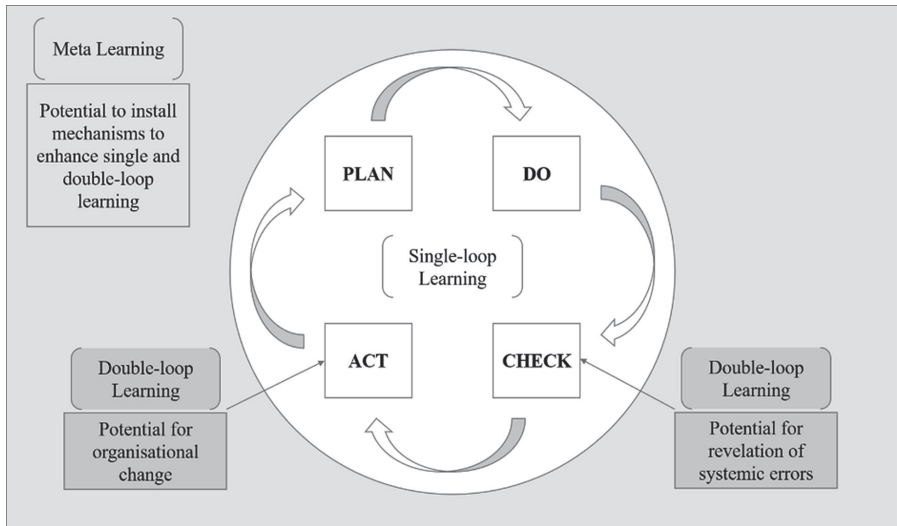 Meta Learning
Potential to install
mechanisms to
enhance single and
double-loop
learning
PLAN
DO
Single-loop
Learning
ACT
CHECK
Double-loop
Learning
Potential for
organisational
change
Double-loop
Learning
Potential for
revelation of
systemic errors